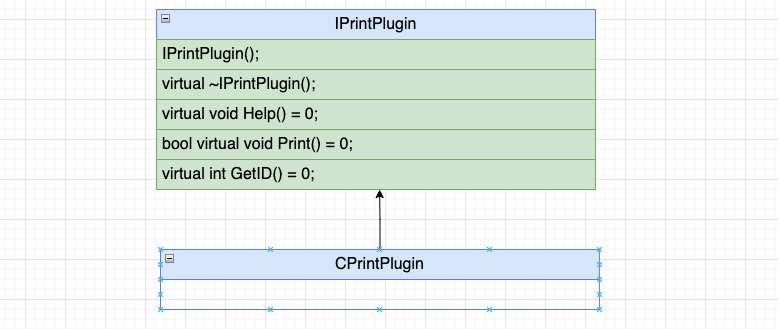 IPrintPlugin
IPrintPlugin();
virtual ~IPrintPlugin();
virtual void Help() = 0;
bool virtual void Print() = 0;
virtual int GetID() = 0;
CPrintPlugin